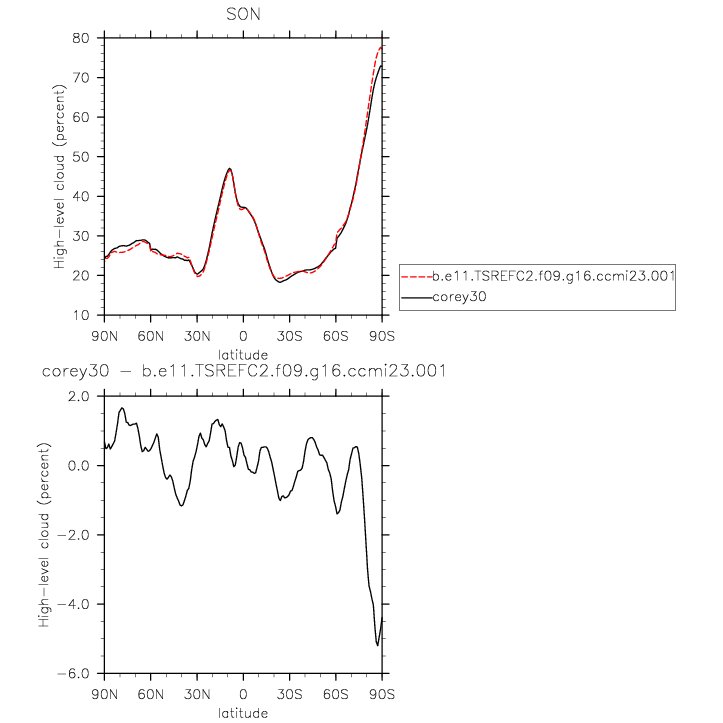 SON
80
70
60
50
40
30
20
10
High-level cloud (percent)
90N 60N 30N 0 30S 60S 90S
latitude
b.e11.TSREFC2.f09.g16.ccmi23.001
corey30
corey30 - b.e11.TSREFC2.f09.g16.ccmi23.001
2.0
0.0
-2.0
-4.0
-6.0
High-level cloud (percent)
90N 60N 30N 0 30S 60S 90S
latitude